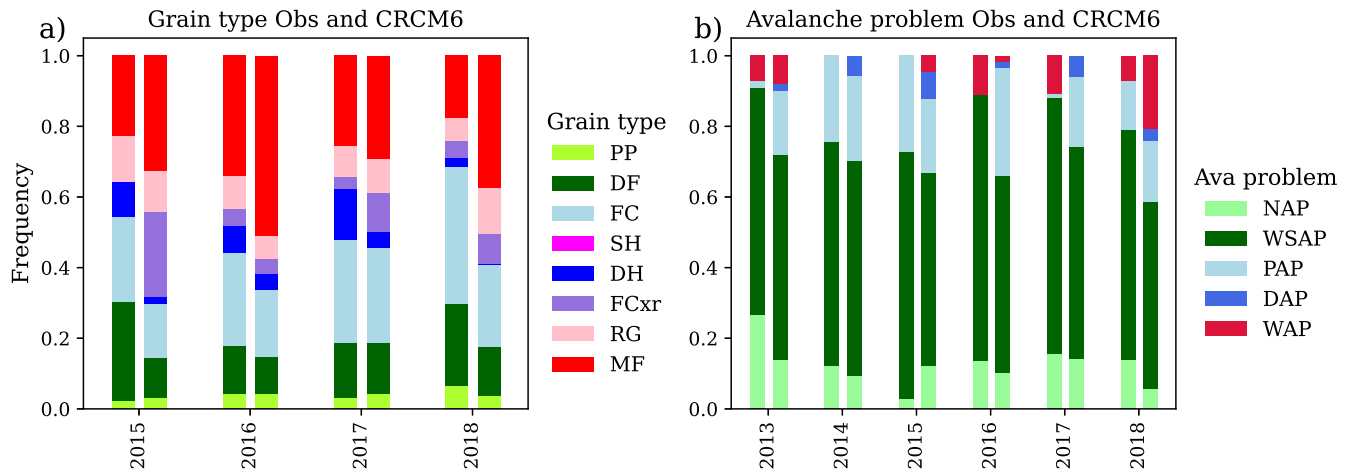 a) Grain type Obs and CRCM6
Frequency
1.0
0.8
0.6
0.4
0.2
0.0
2015
2016
2017
2018
Grain type
PP
DF
FC
SH
DH
FCxr
RG
MF
b) Avalanche problem Obs and CRCM6
1.0
0.8
0.6
0.4
0.2
0.0
2013
2014
2015
2016
2017
2018
Ava problem
NAP
WSAP
PAP
DAP
WAP